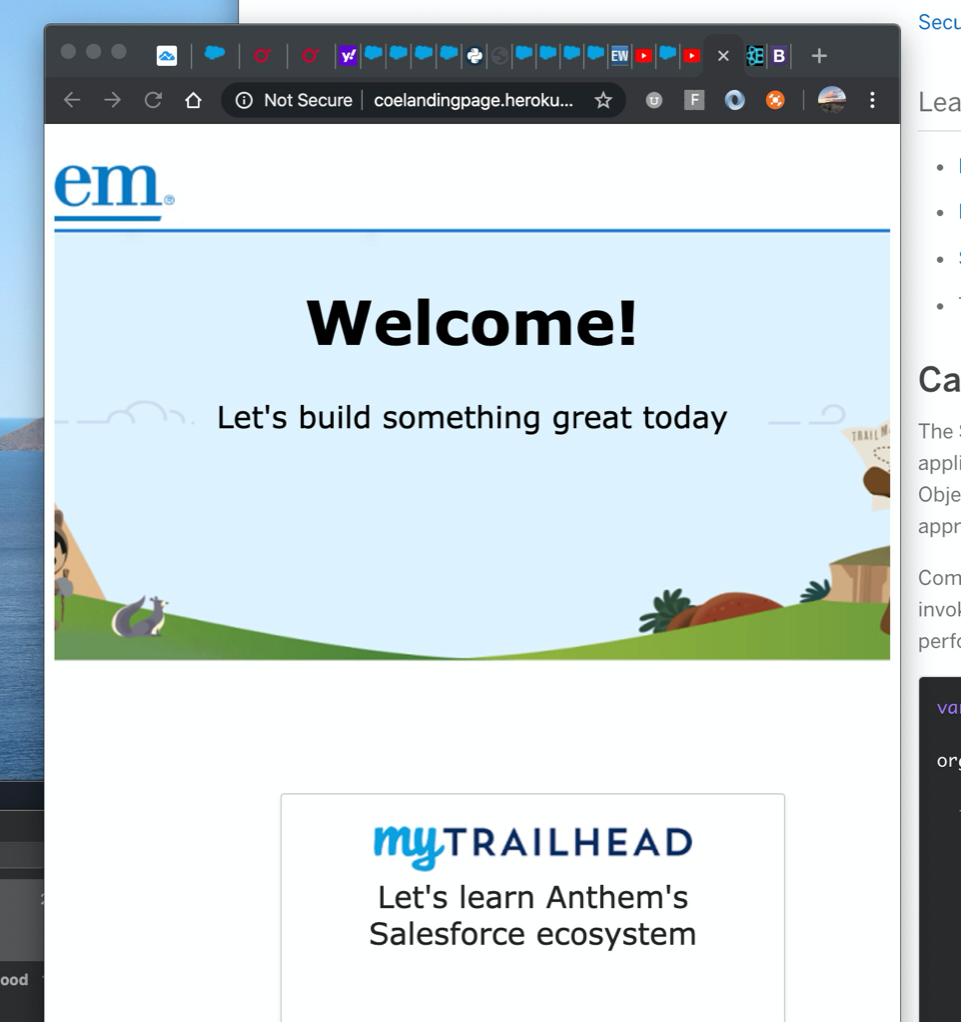 Secu
y!
EW
B
Not Secure
coelandingpage.heroku...
U
F
Lea
em®
Welcome!
Let's build something great today
TRAIL M
Ca
The
appli
Obje
appr
Com
invok
perfo
var
org
myTRAILHEAD
Let's learn Anthem's
Salesforce ecosystem
ood